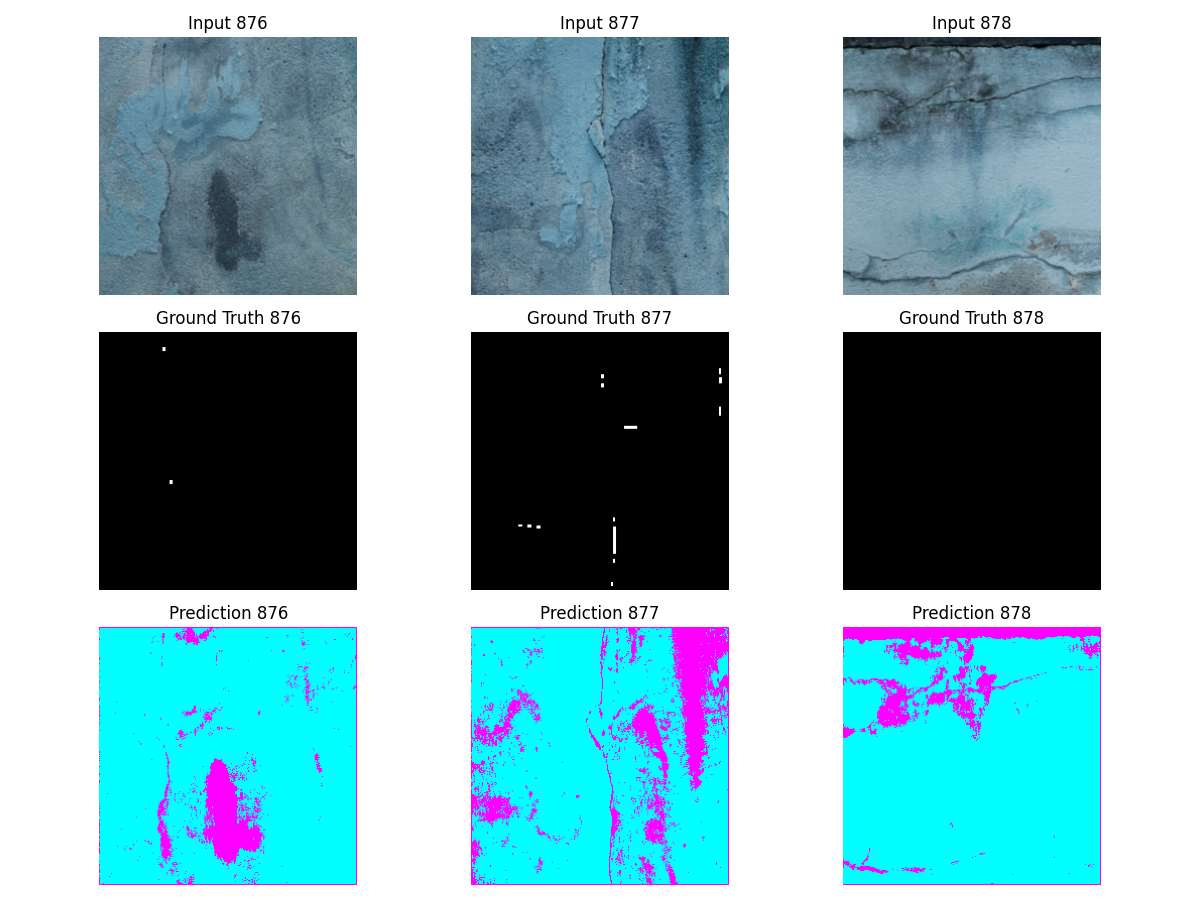 Input 876
Input 877
Input 878
Ground Truth 876
Ground Truth 877
Ground Truth 878
Prediction 876
Prediction 877
Prediction 878